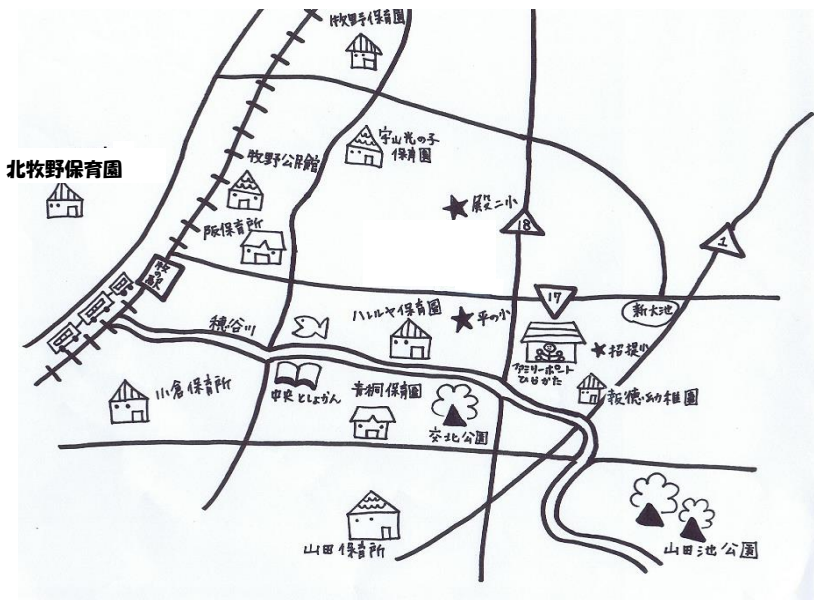 牧野保育園
宇山光の子
保育園
牧野公民館
北牧野保育園
殿二小
阪保育所
18
1
牧の駅
17
新大池
穂谷川
ハレルヤ保育園
平の小
招提小
ファミリーポート
ひらかた
小倉保育所
中央としょかん
青桐保育園
報徳幼稚園
交北公園
山田保育所
山田池公園